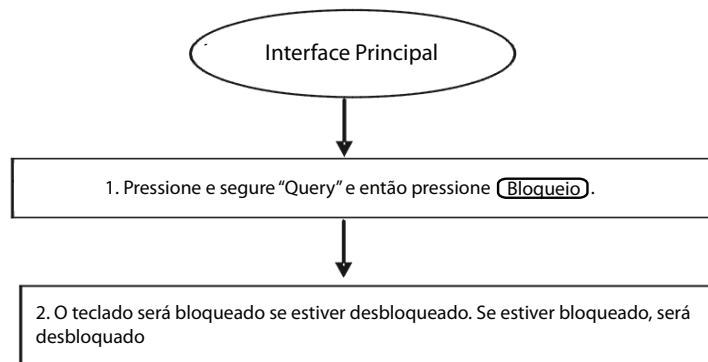 Interface Principal
1. Pressione e segure “Query” e então pressione Bloqueio.
2. O teclado será bloqueado se estiver desbloqueado. Se estiver bloqueado, será
desbloquado